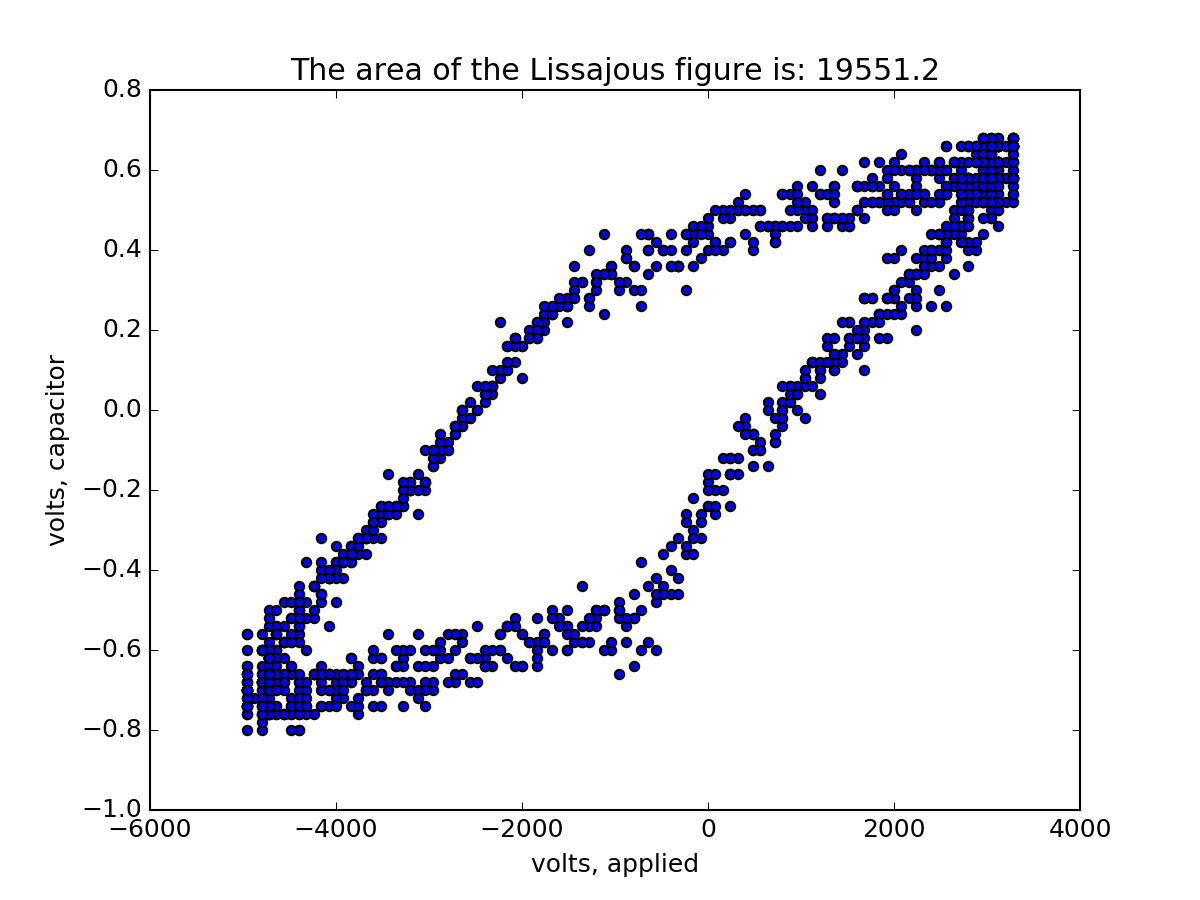 The area of the Lissajous figure is: 19551.2
0.8
0.6
0.4
0.2
0.0
−0.2
−0.4
−0.6
−0.8
−1.0
volts, capacitor
−6000 −4000 −2000 0 2000 4000
volts, applied